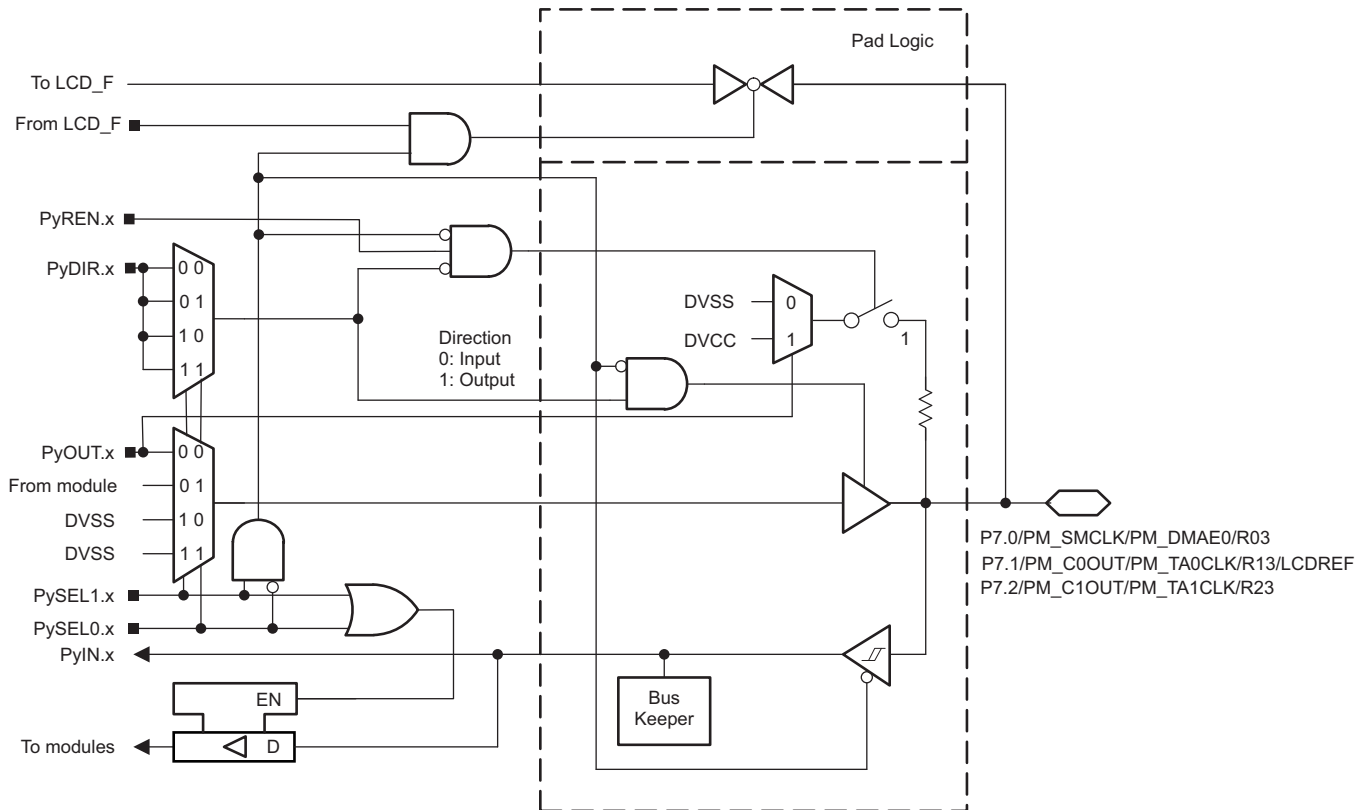 Pad Logic
To LCD_F
From LCD_F
PyREN.x
PyDIR.x
0 0
0 1
1 0
1 1
Direction
0: Input
1: Output
DVSS
0
DVCC
1
1
PyOUT.x
0 0
From module
0 1
DVSS
1 0
DVSS
1 1
P7.0/PM_SMCLK/PM_DMAE0/R03
P7.1/PM_C0OUT/PM_TA0CLK/R13/LCDREF
P7.2/PM_C1OUT/PM_TA1CLK/R23
PySEL1.x
PySEL0.x
PyIN.x
Bus
Keeper
EN
To modules
D